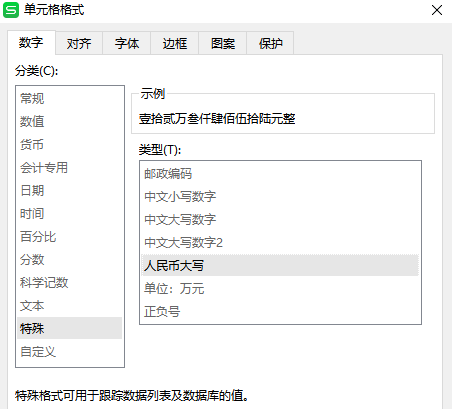 单元格格式
数字 对齐 字体 边框 图案 保护
分类(C):
常规
数值
货币
会计专用
日期
时间
百分比
分数
科学记数
文本
特殊
自定义
示例
壹拾贰万叁仟肆佰伍拾陆元整
类型(T):
邮政编码
中文小写数字
中文大写数字
中文大写数字2
人民币大写
单位：万元
正负号
特殊格式可用于跟踪数据列表及数据库的值。